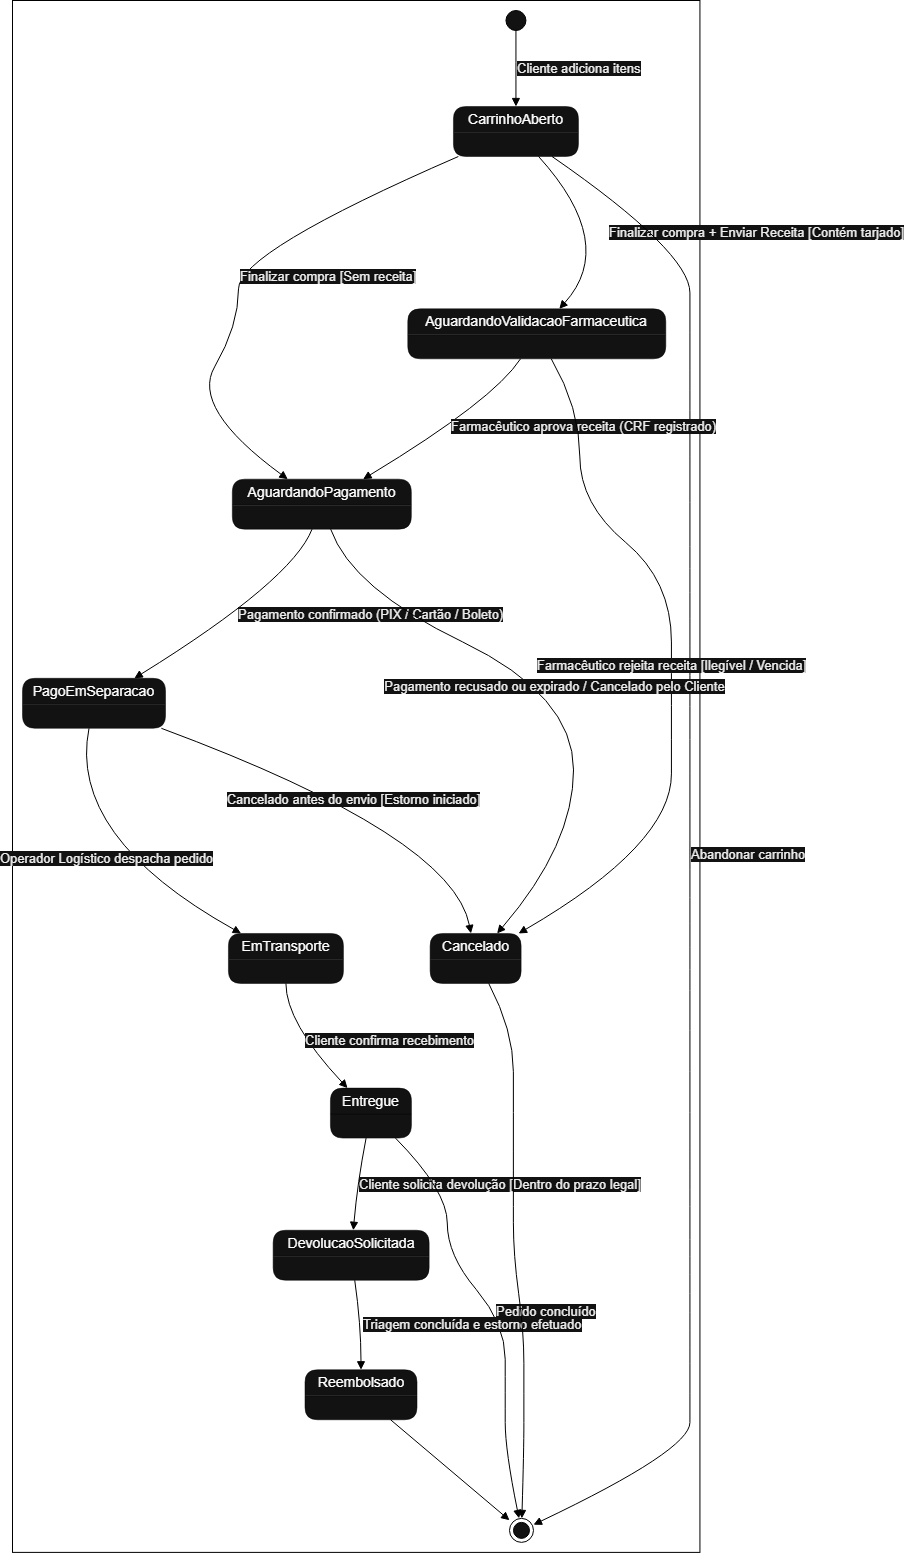 Cliente adiciona itens
CarrinhoAberto
Finalizar compra + Enviar Receita [Contém tarjado]
Finalizar compra [Sem receita]
AguardandoValidacaoFarmaceutica
Farmacêutico aprova receita (CRF registrado)
AguardandoPagamento
Pagamento confirmado (PIX / Cartão / Boleto)
Farmacêutico rejeita receita [Ilegível / Vencida]
Pagamento recusado ou expirado / Cancelado pelo Cliente
PagoEmSeparacao
Cancelado antes do envio [Estorno iniciado]
Abandonar carrinho
Operador Logístico despacha pedido
EmTransporte
Cancelado
Cliente confirma recebimento
Entregue
Cliente solicita devolução [Dentro do prazo legal]
DevolucaoSolicitada
Pedido concluído
Triagem concluída e estorno efetuado
Reembolsado